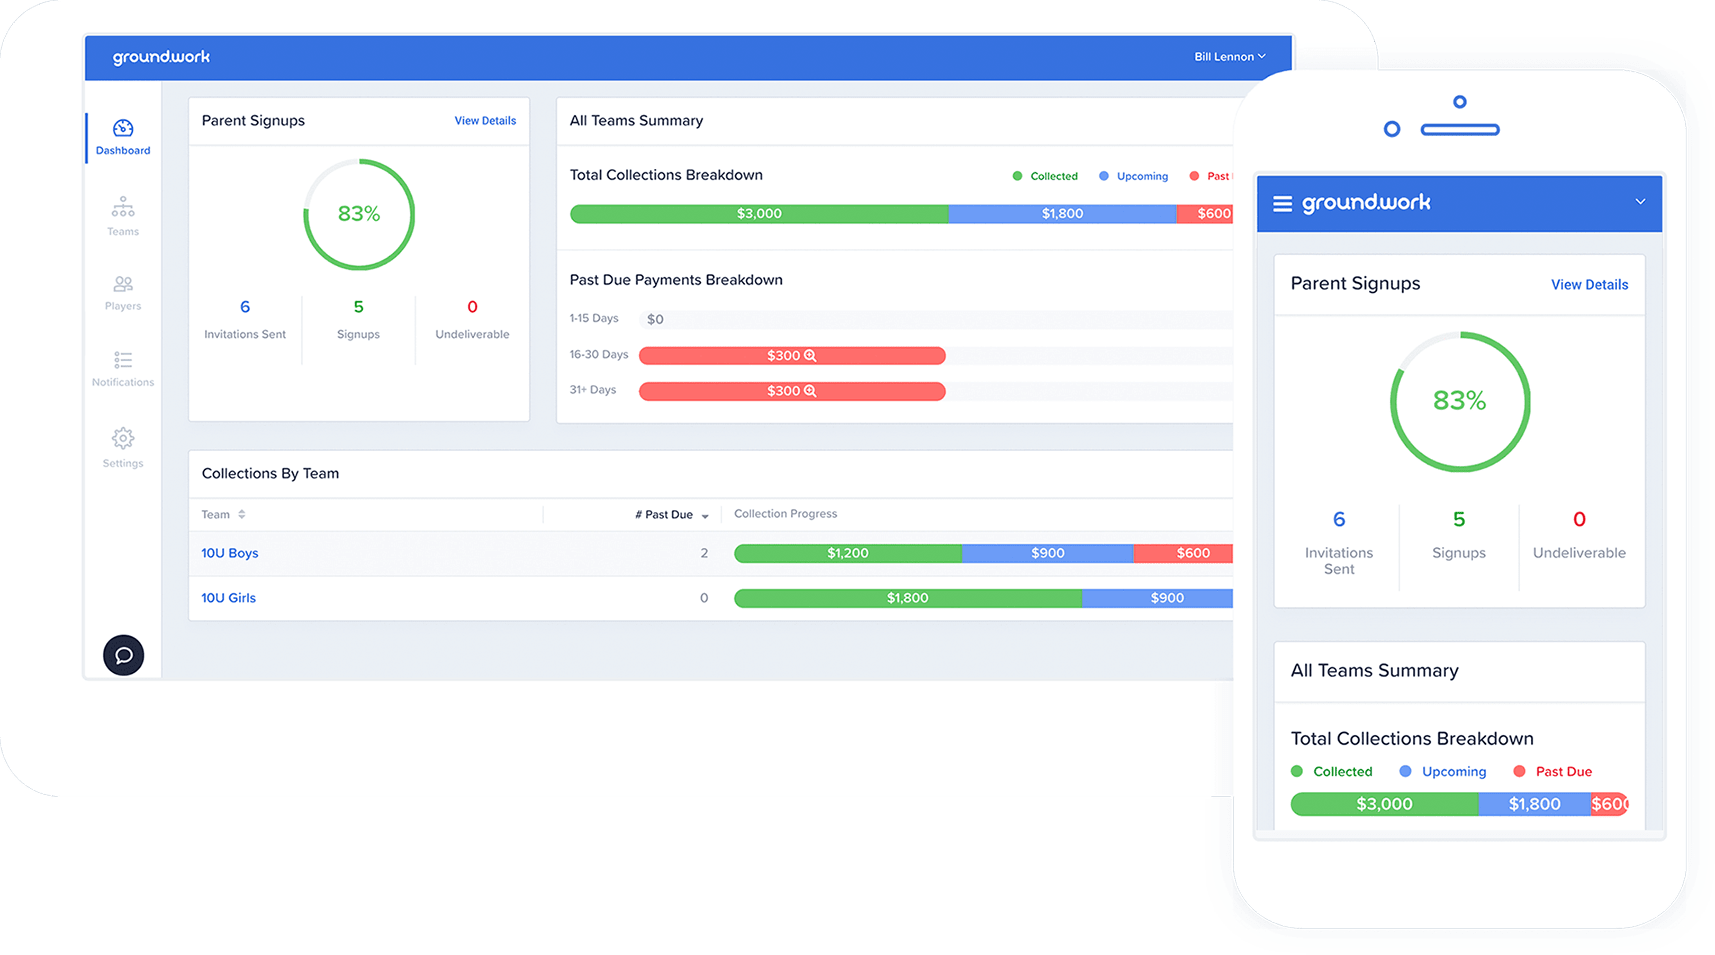 ground.work
Bill Lennon
Dashboard
Teams
Players
Notifications
Settings
Parent Signups
View Details
83%
6
5
0
Invitations Sent
Signups
Undeliverable
All Teams Summary
Total Collections Breakdown
Collected
Upcoming
Past
$3,000
$1,800
$600
Past Due Payments Breakdown
1-15 Days
$0
16-30 Days
$300
31+ Days
$300
Collections By Team
Team
# Past Due
Collection Progress
10U Boys
2
$1,200
$900
$600
10U Girls
0
$1,800
$900
ground.work
Parent Signups
View Details
83%
6
5
0
Invitations
Sent
Signups
Undeliverable
All Teams Summary
Total Collections Breakdown
Collected
Upcoming
Past Due
$3,000
$1,800
$600